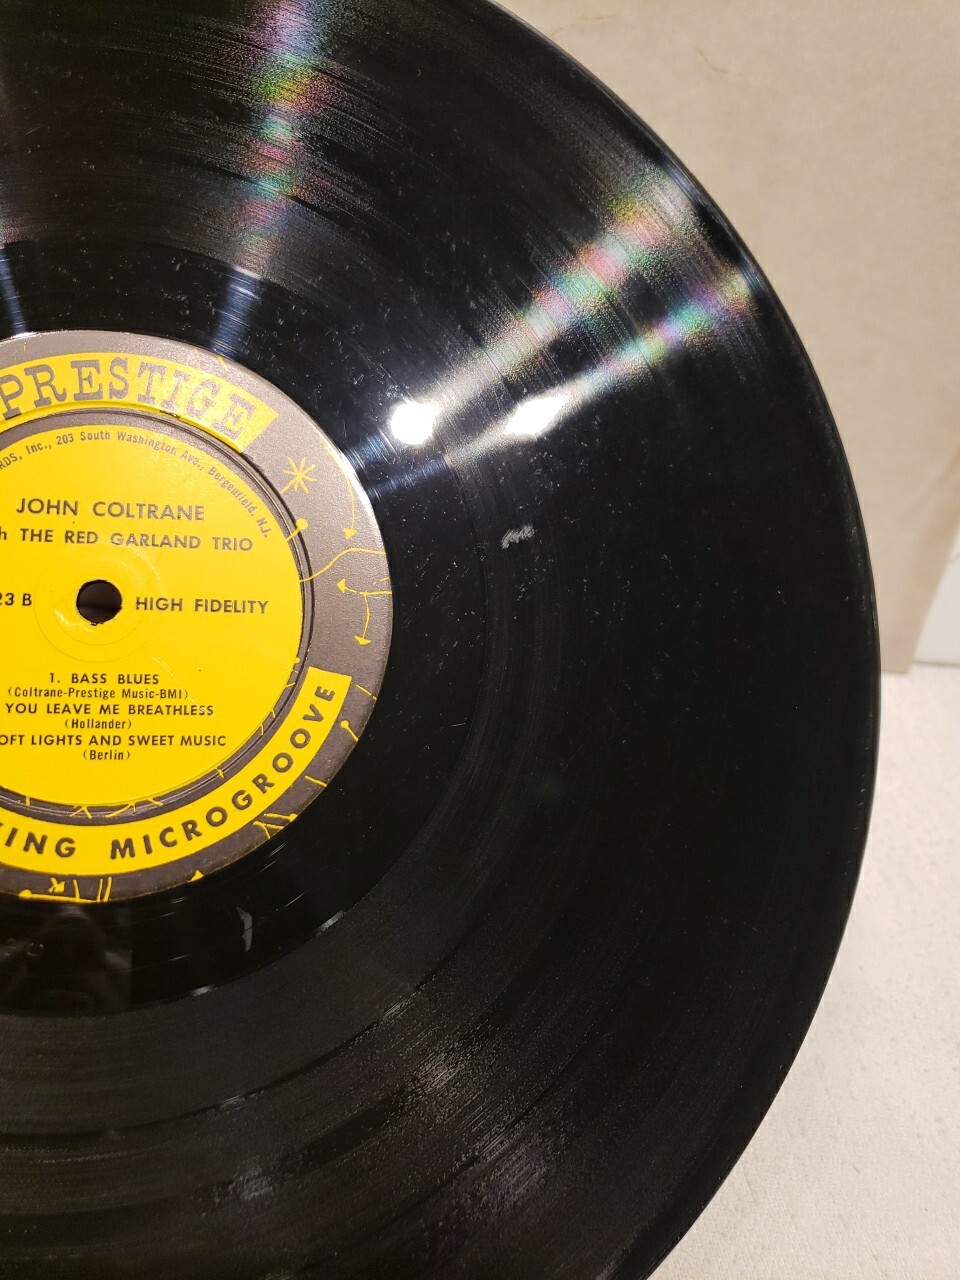 PRESTIGE
RDS, Inc., 203 South Washington Ave., Bergenfield, N.J.
JOHN COLTRANE
h THE RED GARLAND TRIO
23 B
HIGH FIDELITY
1. BASS BLUES
(Coltrane-Prestige Music-BMI)
YOU LEAVE ME BREATHLESS
(Hollander)
OFT LIGHTS AND SWEET MUSIC
(Berlin)
ING MICROGROOVE